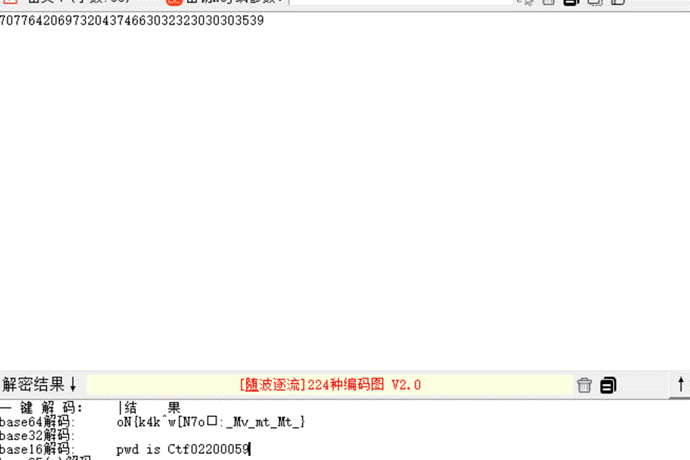 707764206973204374663032323030303539
解密结果↓ [随波逐流]224种编码图 V2.0
一 键 解 码: |结 果
base64解码: oN{k4kˆw[N7o□:_Mv_mt_Mt_}
base32解码:
base16解码: pwd is Ctf02200059